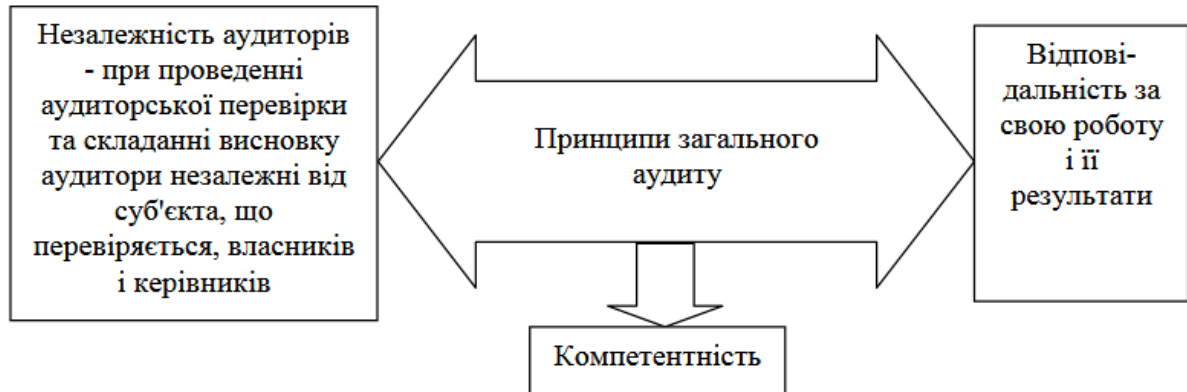 Незалежність аудиторів
- при проведенні
аудиторської перевірки
та складанні висновку
аудитори незалежні від
суб'єкта, що
перевіряється, власників
і керівників
Принципи загального
аудиту
Відпові-
дальність за
свою роботу
і її
результати
Компетентність